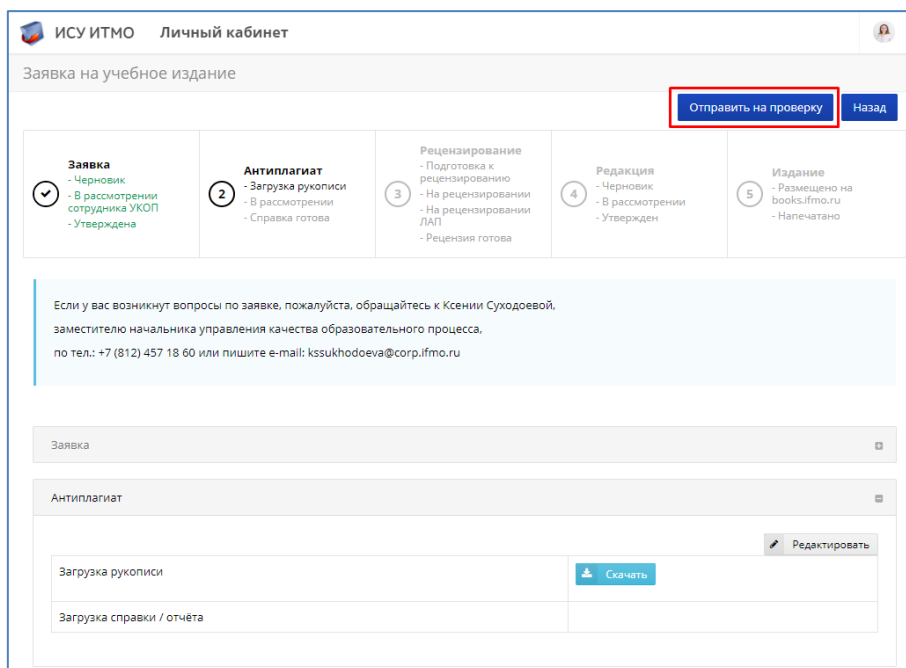 ИСУ ИТМО Личный кабинет
Заявка на учебное издание
Отправить на проверку
Назад
Заявка
- Черновик
- В рассмотрении
сотрудника УКОП
- Утверждена
2
Антиплагиат
- Загрузка рукописи
- В рассмотрении
- Справка готова
3
Рецензирование
- Подготовка к
рецензированию
- На рецензировании
- На рецензировании
ЛАП
- Рецензия готова
4
Редакция
- Черновик
- В рассмотрении
- Утвержден
5
Издание
- Размещено на
books.ifmo.ru
- Напечатано
Если у вас возникнут вопросы по заявке, пожалуйста, обращайтесь к Ксении Суходоевой,
заместителю начальника управления качества образовательного процесса,
по тел.: +7 (812) 457 18 60 или пишите e-mail: kssukhodoeva@corp.ifmo.ru
Заявка
Антиплагиат
Редактировать
Загрузка рукописи
Скачать
Загрузка справки / отчёта